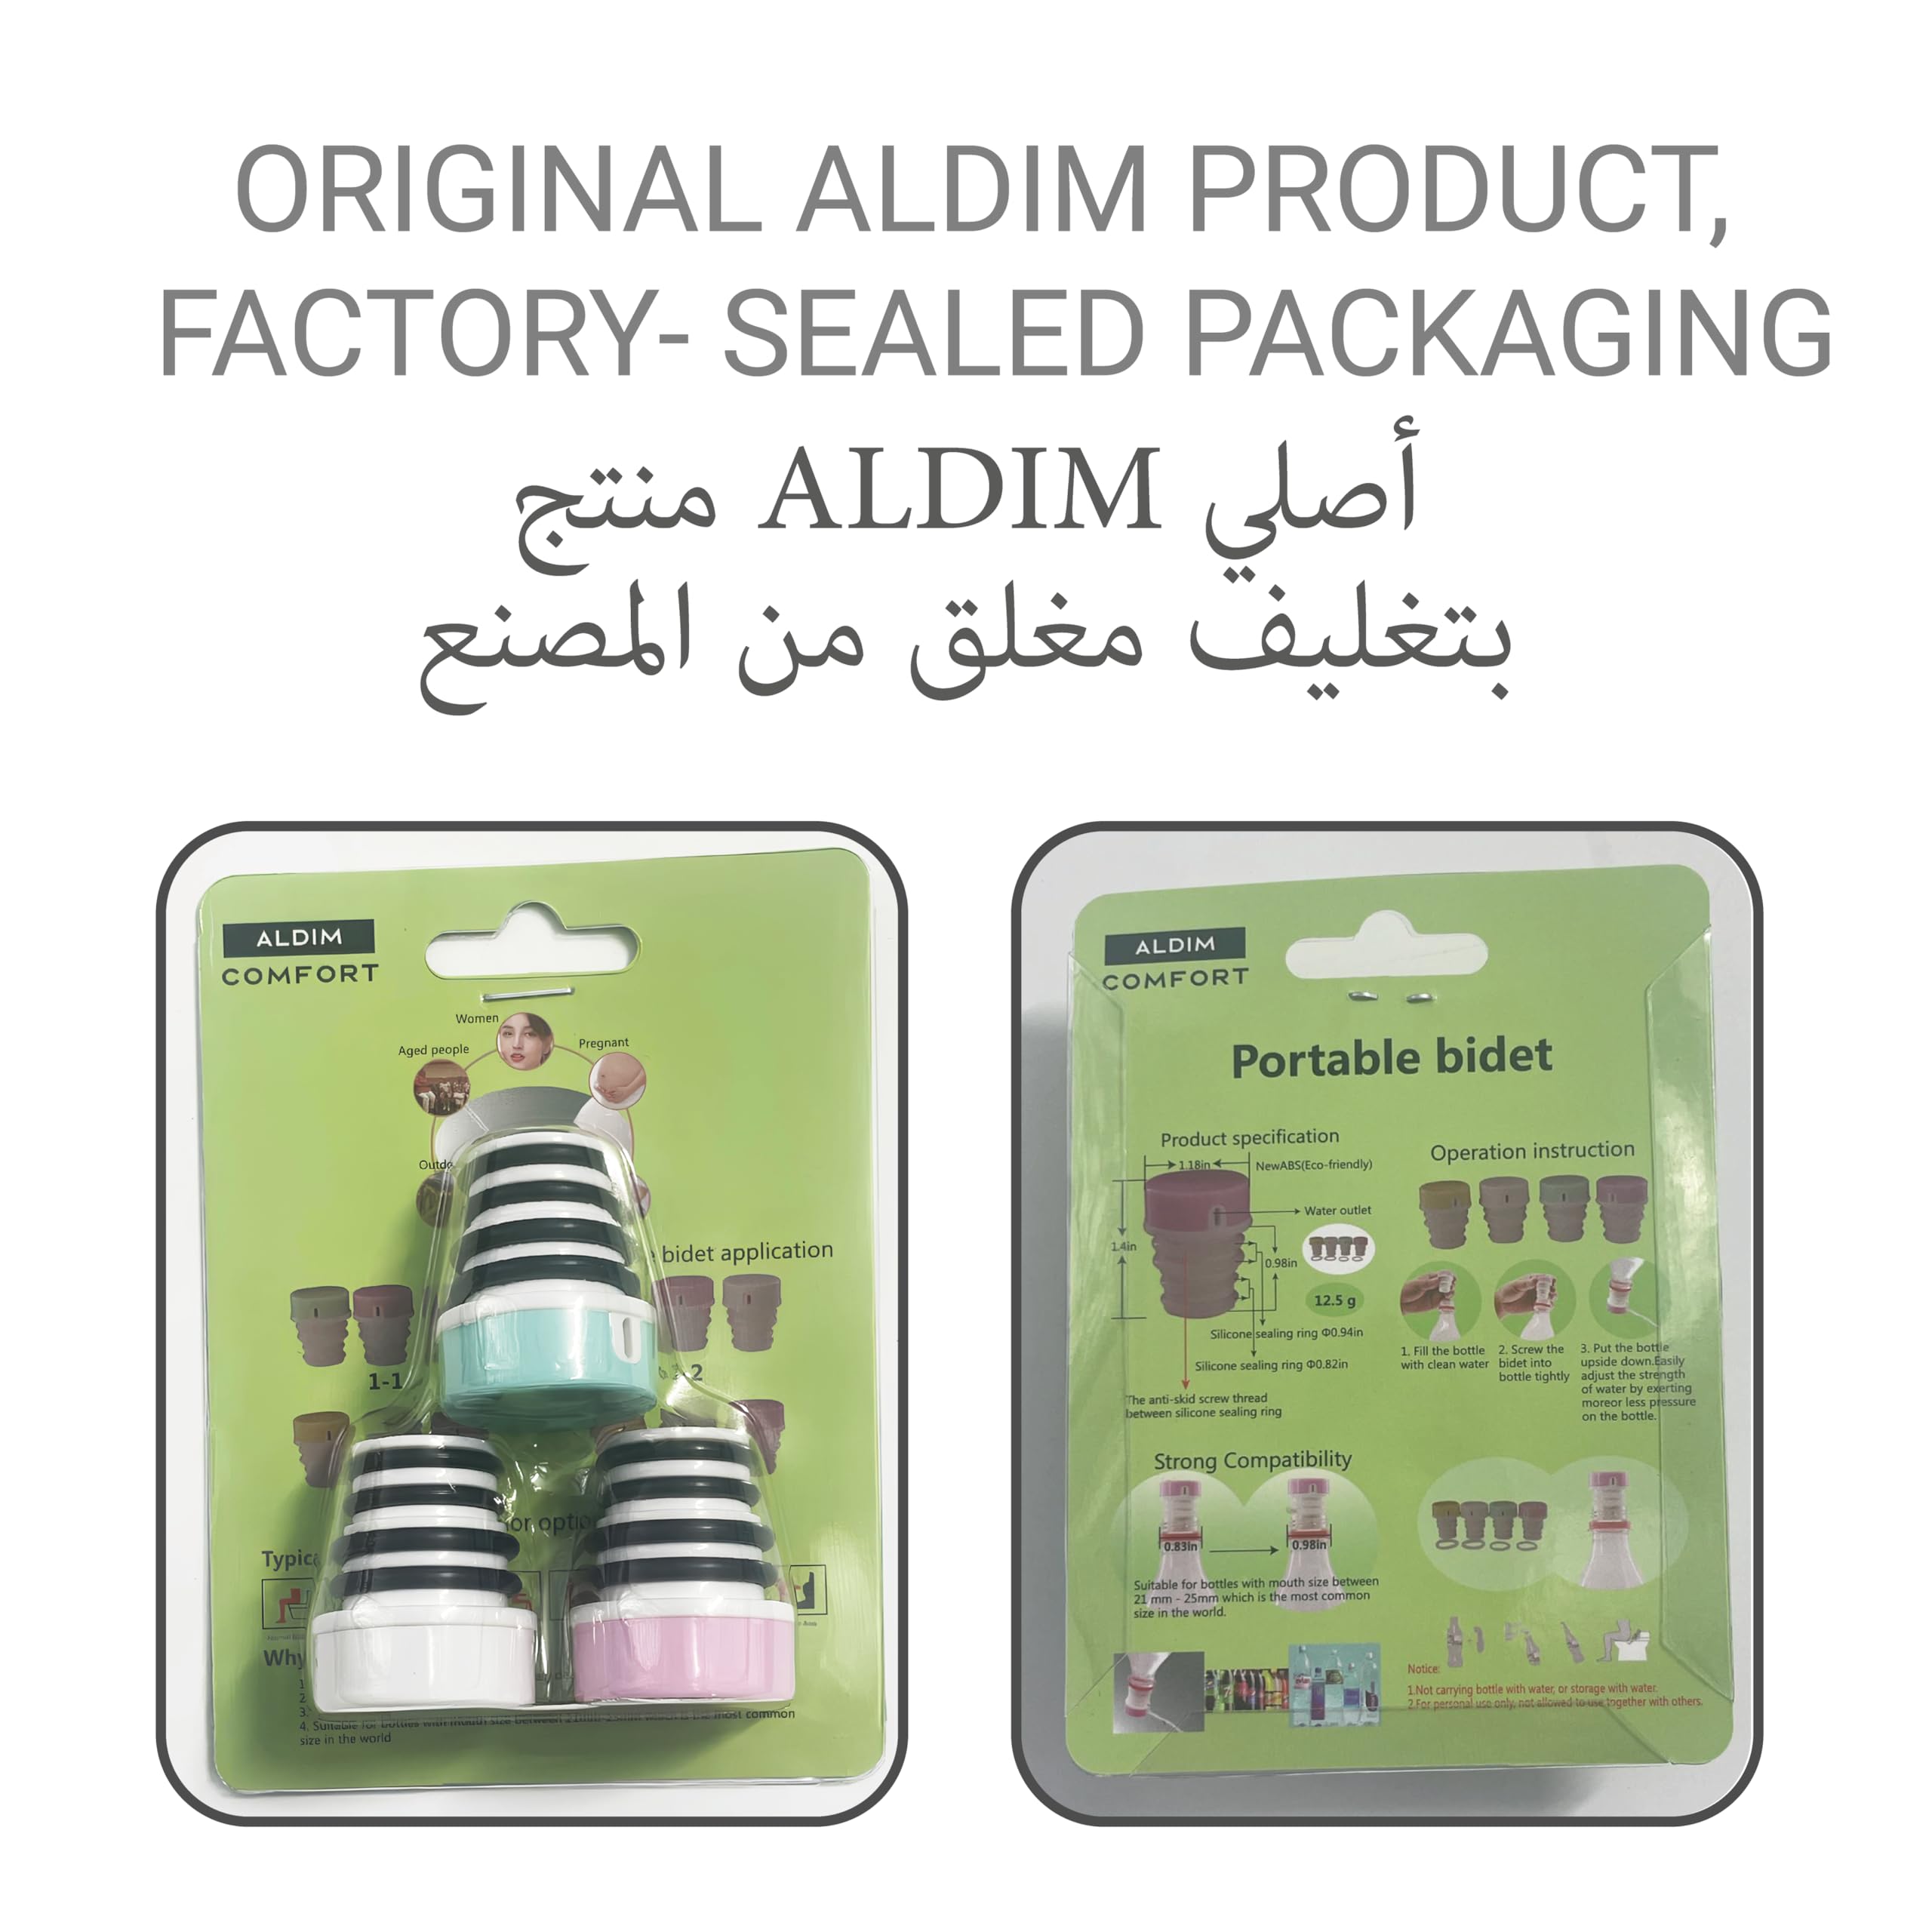 ORIGINAL ALDIM PRODUCT,
FACTORY- SEALED PACKAGING
أصلي ALDIM منتج
بتغليف مغلق من المصنع
ALDIM
COMFORT
Women
Aged people
Pregnant
bidet application
1-1
2
Why
1
2
3.
4. Suitable for bottles with mouth size between most common
size in the world
ALDIM
COMFORT
Portable bidet
Product specification
1.18in
NewABS(Eco-friendly)
Water outlet
1.4in
0.98in
12.5 g
Silicone sealing ring Φ0.94in
Silicone sealing ring Φ0.82in
The anti-skid screw thread
between silicone sealing ring
Operation instruction
1. Fill the bottle
with clean water
2. Screw the
bidet into
bottle tightly
3. Put the bottle
upside down.Easily
adjust the strength
of water by exerting
moreor less pressure
on the bottle.
Strong Compatibility
0.83in
0.98in
Suitable for bottles with mouth size between
21 mm - 25mm which is the most common
size in the world.
Notice:
1.Not carrying bottle with water, or storage with water.
2.For personal use only, not allowed to use together with others.